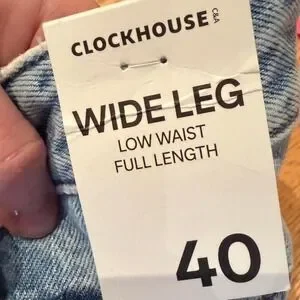 CLOCKHOUSE C&A
WIDE LEG
LOW WAIST
FULL LENGTH
40